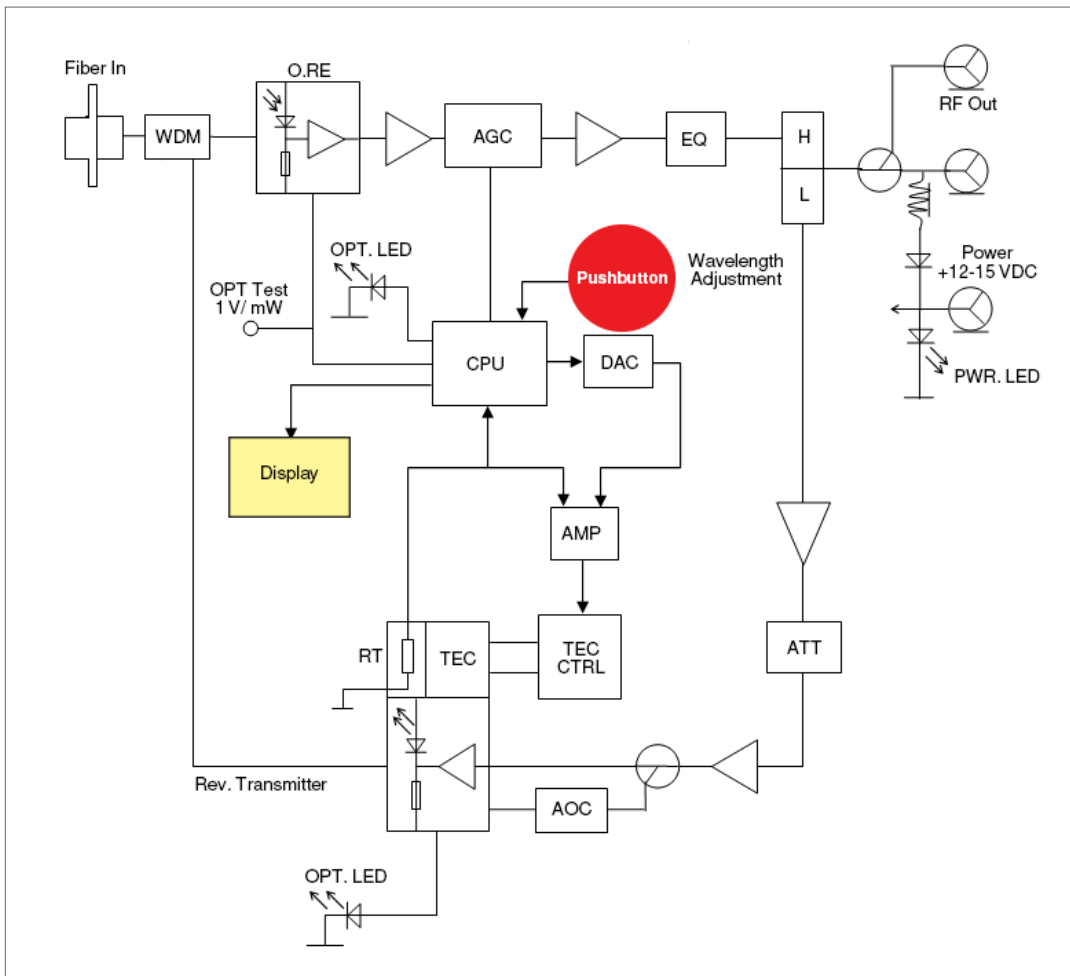 Fiber In
O.RE
RF Out
WDM
AGC
EQ
H
L
OPT. LED
Pushbutton
Wavelength
Adjustment
Power
+12-15 VDC
OPT Test
1 V/ mW
CPU
DAC
PWR. LED
Display
AMP
RT
TEC
TEC
CTRL
ATT
Rev. Transmitter
AOC
OPT. LED